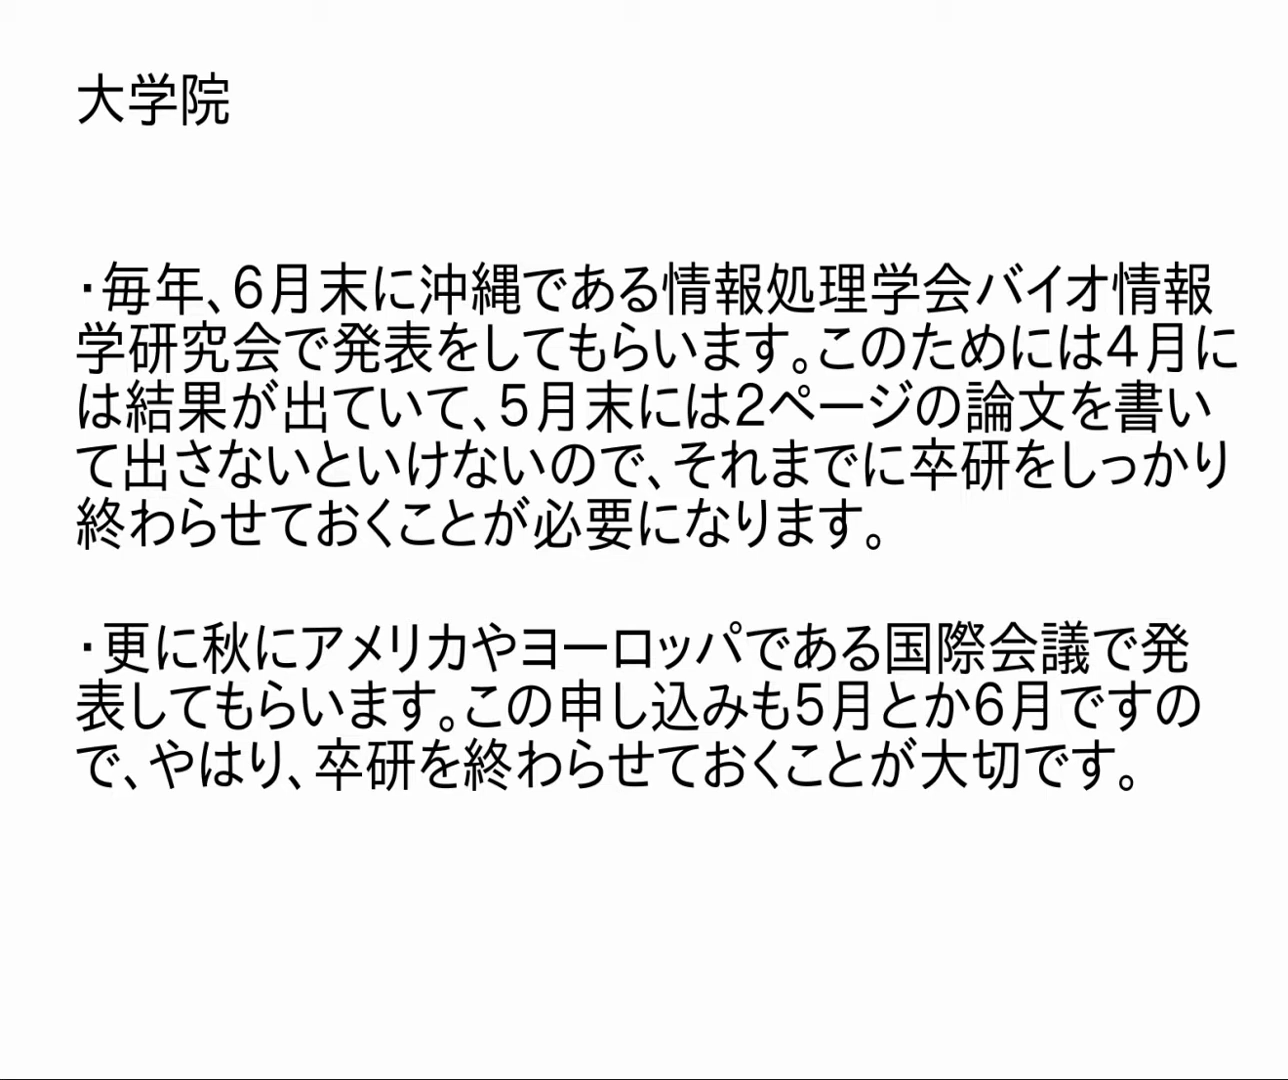 大学院
・毎年、6月末に沖縄である情報処理学会バイオ情報
学研究会で発表をしてもらいます。このためには4月に
は結果が出ていて、5月末には2ページの論文を書い
て出さないといけないので、それまでに卒研をしっかり
終わらせておくことが必要になります。
・更に秋にアメリカやヨーロッパである国際会議で発
表してもらいます。この申し込みも5月とか6月ですの
で、やはり、卒研を終わらせておくことが大切です。